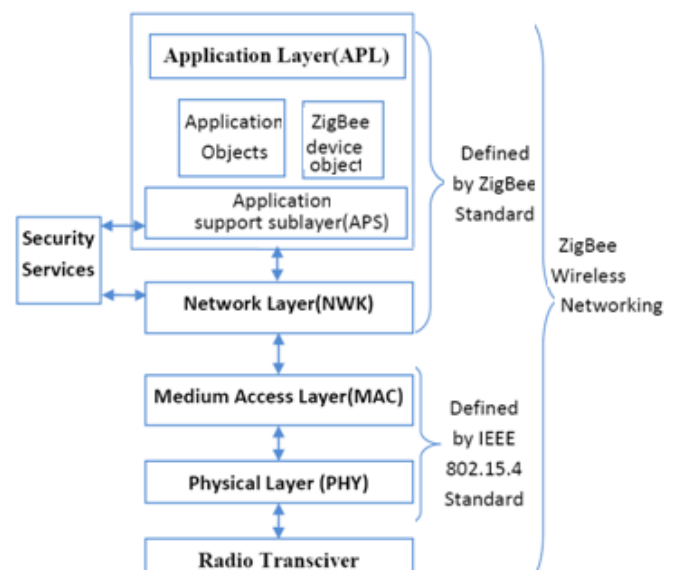 Application Layer(APL)
Application
Objects
ZigBee
device
object
Application
support sublayer(APS)
Security
Services
Network Layer(NWK)
Medium Access Layer(MAC)
Physical Layer (PHY)
Radio Transciver
Defined
by ZigBee
Standard
Defined
by IEEE
802.15.4
Standard
ZigBee
Wireless
Networking